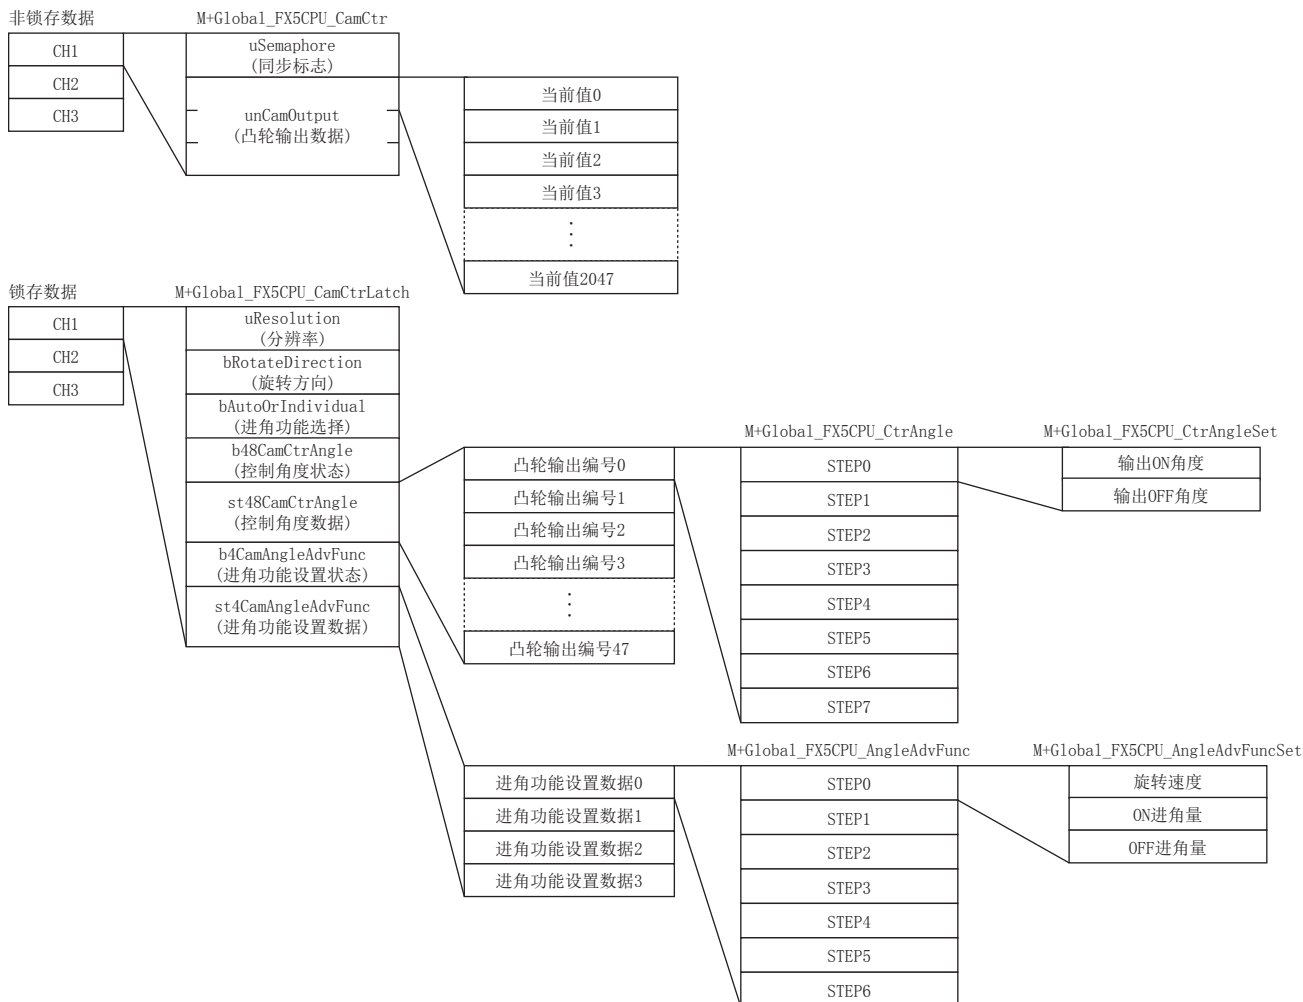 非锁存数据
M+Global_FX5CPU_CamCtr
CH1
CH2
CH3
uSemaphore
(同步标志)
unCamOutput
(凸轮输出数据)
当前值0
当前值1
当前值2
当前值3
⋮
当前值2047
锁存数据
M+Global_FX5CPU_CamCtrLatch
CH1
CH2
CH3
uResolution
(分辨率)
bRotateDirection
(旋转方向)
bAutoOrIndividual
(进角功能选择)
b48CamCtrAngle
(控制角度状态)
st48CamCtrAngle
(控制角度数据)
b4CamAngleAdvFunc
(进角功能设置状态)
st4CamAngleAdvFunc
(进角功能设置数据)
凸轮输出编号0
凸轮输出编号1
凸轮输出编号2
凸轮输出编号3
⋮
凸轮输出编号47
M+Global_FX5CPU_CtrAngle
STEP0
STEP1
STEP2
STEP3
STEP4
STEP5
STEP6
STEP7
M+Global_FX5CPU_CtrAngleSet
输出ON角度
输出OFF角度
进角功能设置数据0
进角功能设置数据1
进角功能设置数据2
进角功能设置数据3
M+Global_FX5CPU_AngleAdvFunc
STEP0
STEP1
STEP2
STEP3
STEP4
STEP5
STEP6
M+Global_FX5CPU_AngleAdvFuncSet
旋转速度
ON进角量
OFF进角量